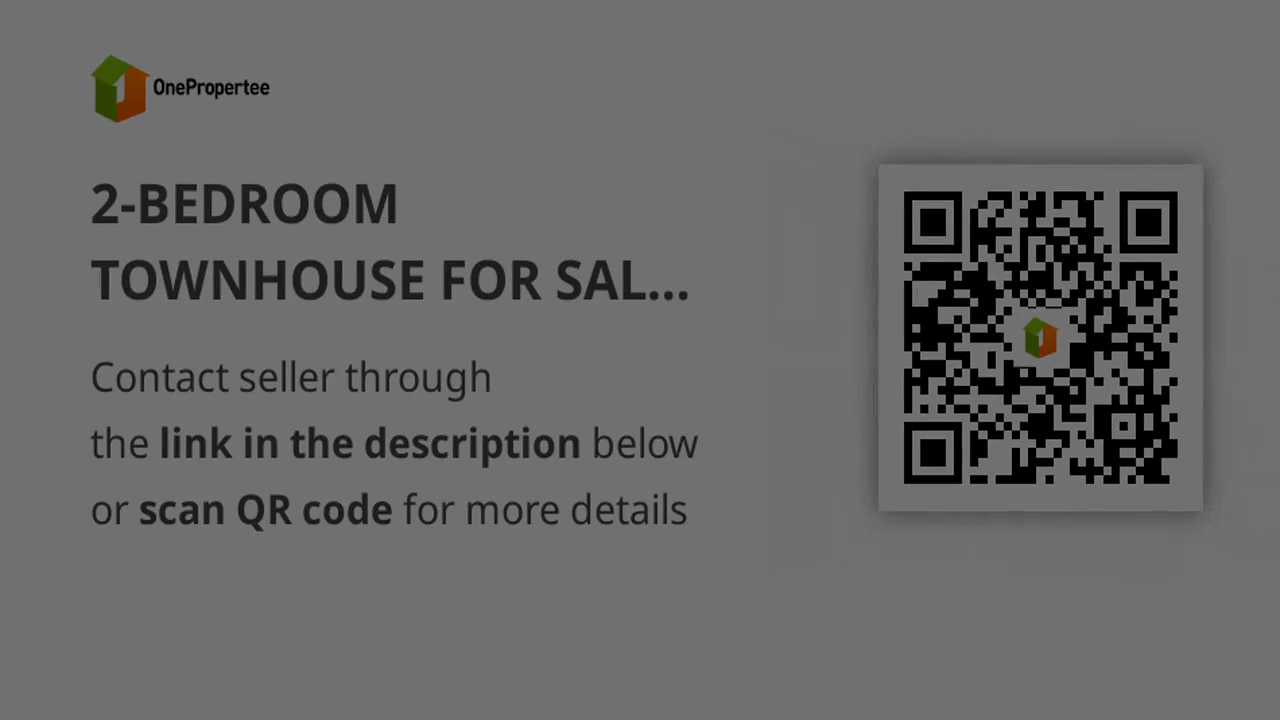 OnePropertee
2-BEDROOM
TOWNHOUSE FOR SAL...
Contact seller through
the link in the description below
or scan QR code for more details